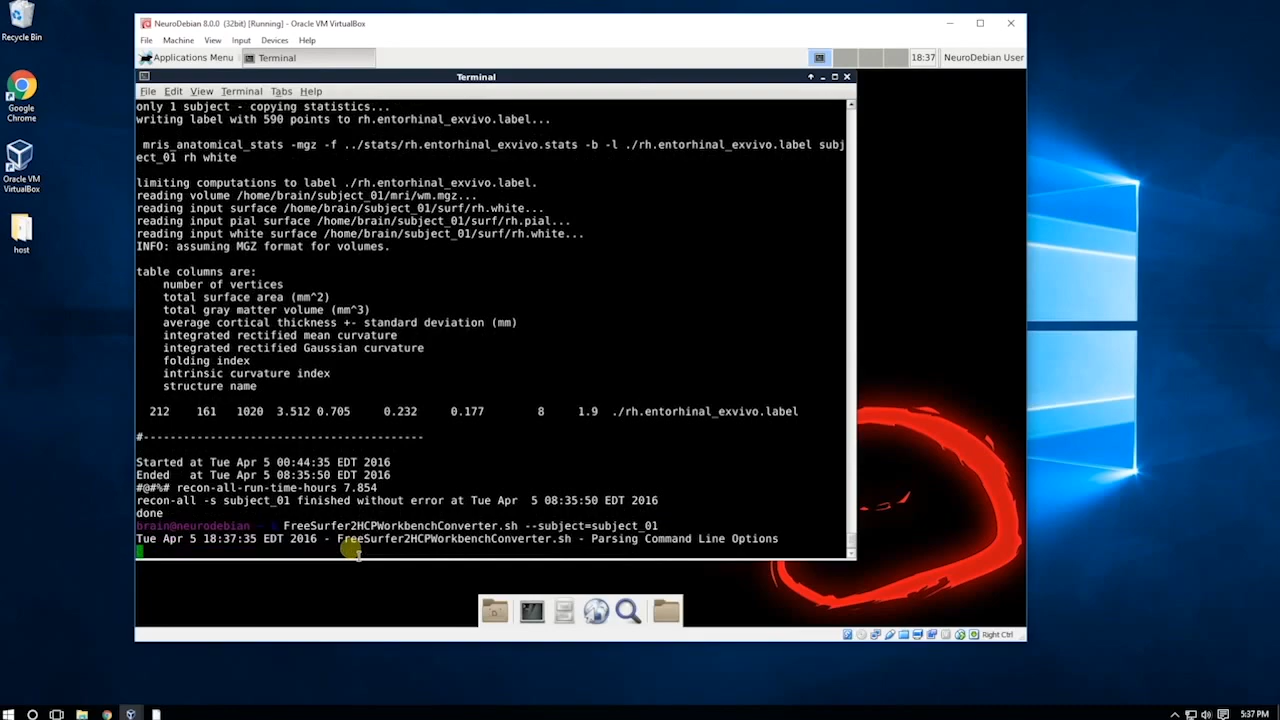 Recycle Bin
Google
Chrome
Oracle VM
VirtualBox
host
NeuroDebian 8.0.0 (32bit) [Running] - Oracle VM VirtualBox
File Machine View Input Devices Help
Applications Menu Terminal 18:37 NeuroDebian User
Terminal
File Edit View Terminal Tabs Help
only 1 subject - copying statistics...
writing label with 590 points to rh.entorhinal_exvivo.label...
mris_anatomical_stats -mgz -f ../stats/rh.entorhinal_exvivo.stats -b -l ./rh.entorhinal_exvivo.label subj
ect_01 rh white
limiting computations to label ./rh.entorhinal_exvivo.label.
reading volume /home/brain/subject_01/mri/wm.mgz...
reading input surface /home/brain/subject_01/surf/rh.white...
reading input pial surface /home/brain/subject_01/surf/rh.pial...
reading input white surface /home/brain/subject_01/surf/rh.white...
INFO: assuming MGZ format for volumes.
table columns are:
number of vertices
total surface area (mm^2)
total gray matter volume (mm^3)
average cortical thickness +- standard deviation (mm)
integrated rectified mean curvature
integrated rectified Gaussian curvature
folding index
intrinsic curvature index
structure name
212 161 1020 3.512 0.705 0.232 0.177 8 1.9 ./rh.entorhinal_exvivo.label
#-----------------------------------------
Started at Tue Apr 5 00:44:35 EDT 2016
Ended at Tue Apr 5 08:35:50 EDT 2016
#@#%# recon-all-run-time-hours 7.854
recon-all -s subject_01 finished without error at Tue Apr 5 08:35:50 EDT 2016
done
brain@neurodebian ~ $ FreeSurfer2HCPWorkbenchConverter.sh --subject=subject_01
Tue Apr 5 18:37:35 EDT 2016 - FreeSurfer2HCPWorkbenchConverter.sh - Parsing Command Line Options
Right Ctrl
5:37 PM